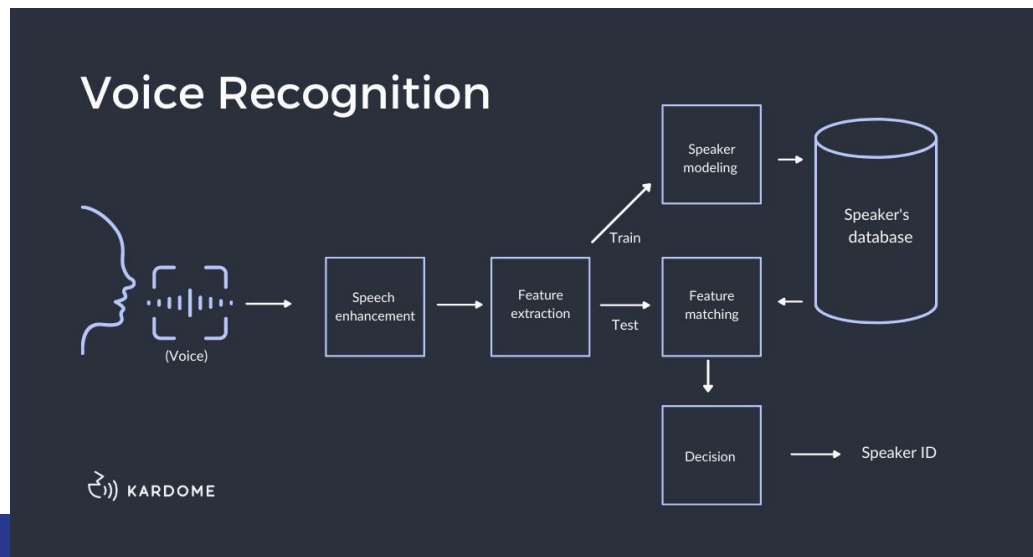 Voice Recognition
Speaker
modeling
Speaker's
database
Train
Speech
enhancement
Feature
extraction
Test
Feature
matching
(Voice)
Decision
Speaker ID
KARDOME